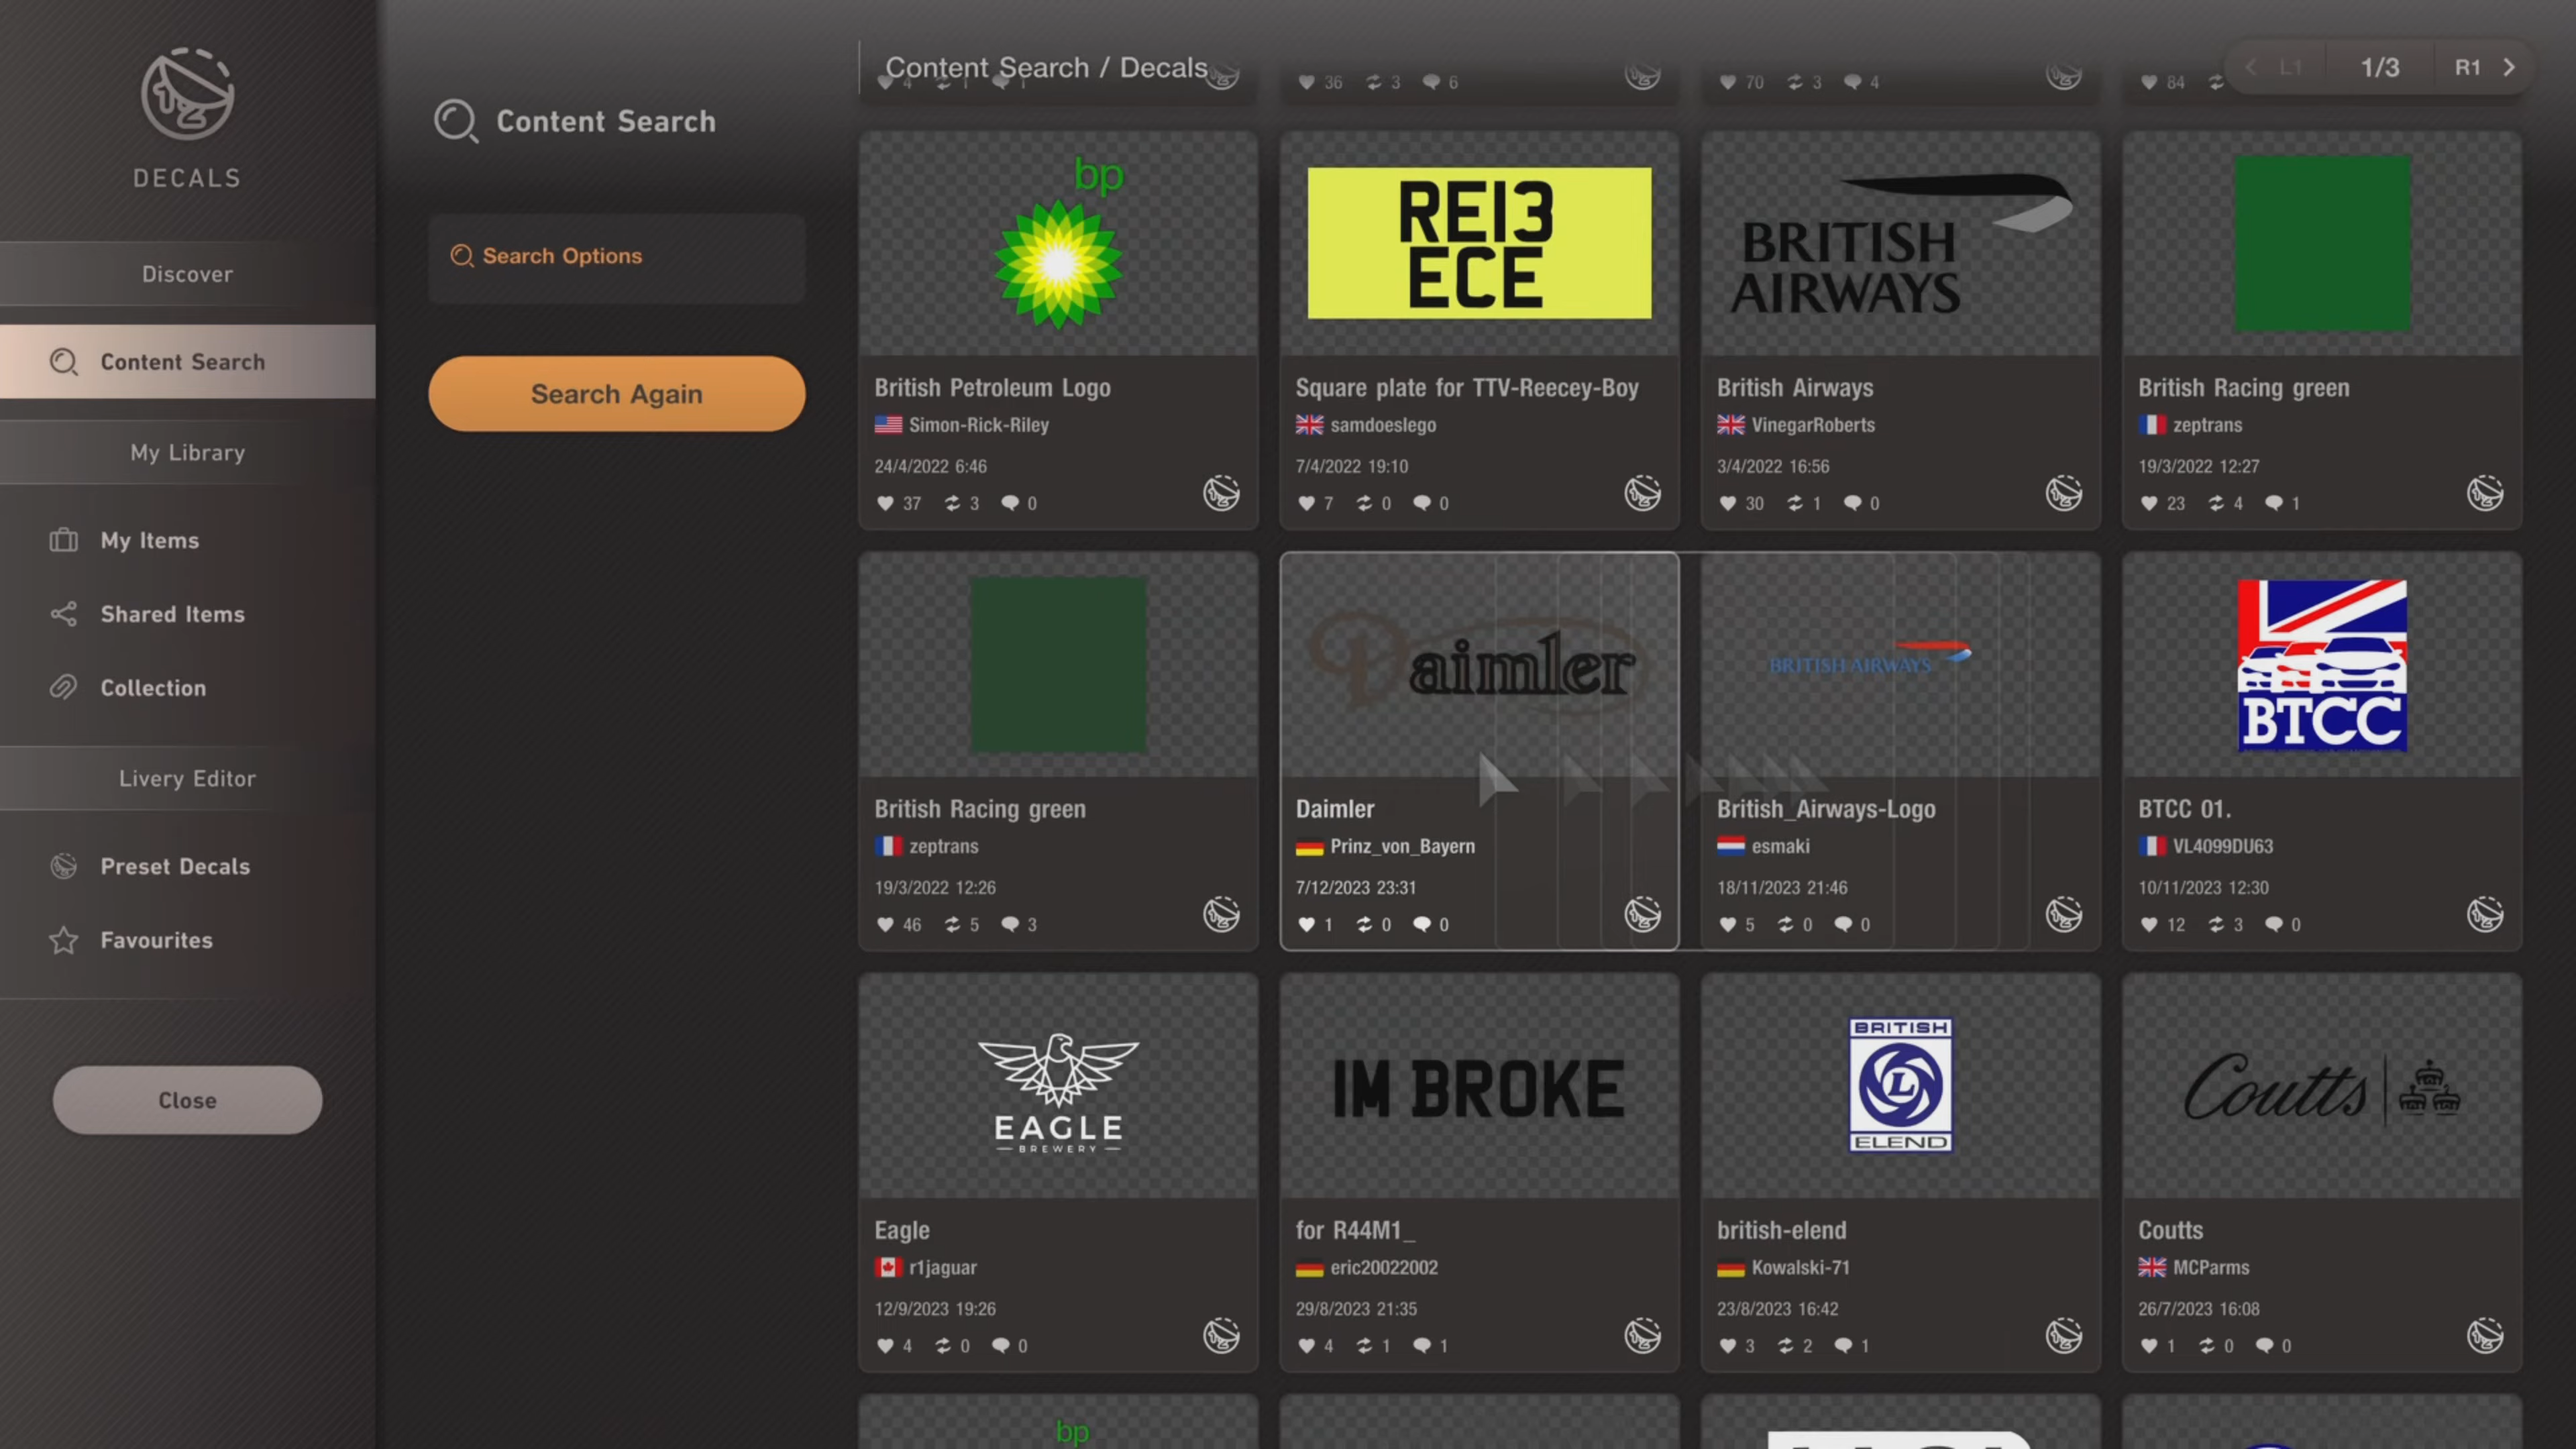 DECALS
Discover
Content Search
My Library
My Items
Shared Items
Collection
Livery Editor
Preset Decals
Favourites
Close
Content Search
Search Options
Search Again
Content Search / Decals
L1 1/3 R1
4 1 1
36 3 6
70 3 4
84
bp
British Petroleum Logo
Simon-Rick-Riley
24/4/2022 6:46
37 3 0
RE13
ECE
Square plate for TTV-Reecey-Boy
samdoeslego
7/4/2022 19:10
7 0 0
BRITISH
AIRWAYS
British Airways
VinegarRoberts
3/4/2022 16:56
30 1 0
British Racing green
zeptrans
19/3/2022 12:27
23 4 1
British Racing green
zeptrans
19/3/2022 12:26
46 5 3
Daimler
Daimler
Prinz_von_Bayern
7/12/2023 23:31
1 0 0
BRITISH AIRWAYS
British_Airways-Logo
esmaki
18/11/2023 21:46
5 0 0
BTCC
BTCC 01.
VL4099DU63
10/11/2023 12:30
12 3 0
EAGLE
BREWERY
Eagle
r1jaguar
12/9/2023 19:26
4 0 0
IM BROKE
for R44M1_
eric20022002
29/8/2023 21:35
4 1 1
BRITISH
L
ELEND
british-elend
Kowalski-71
23/8/2023 16:42
3 2 1
Coutts
Coutts
MCParms
26/7/2023 16:08
1 0 0
bp